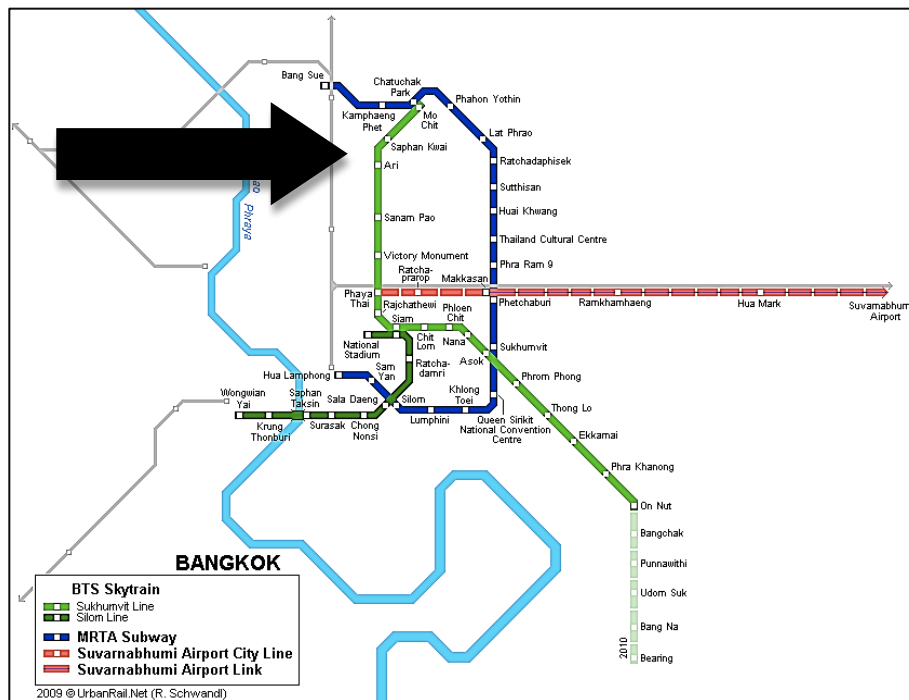 Bang Sue
Chatuchak
Park
Phahon Yothin
Kamphaeng
Phet
Mo
Chit
Lat Phrao
Saphan Kwai
Ratchadaphisek
Ari
Sutthisan
Huai Khwang
Phraya
Sanam Pao
Thailand Cultural Centre
Victory Monument
Phra Ram 9
Ratcha-
prarop
Makkasan
Phaya
Thai
Phetchaburi
Ramkhamhaeng
Hua Mark
Suvarnabhumi
Airport
Rajchathewi
Siam
Phloen
Chit
National
Stadium
Chit
Lom
Nana
Sukhumvit
Asok
Ratcha-
damri
Hua Lamphong
Sam
Yan
Phrom Phong
Wongwian
Yai
Saphan
Taksin
Sala Daeng
Silom
Khlong
Toei
Thong Lo
Krung
Thonburi
Surasak
Chong
Nonsi
Lumphini
Queen Sirikit
National Convention
Centre
Ekkamai
Phra Khanong
On Nut
Bangchak
Punnawithi
Udom Suk
Bang Na
2010
Bearing
BANGKOK
BTS Skytrain
Sukhumvit Line
Silom Line
MRTA Subway
Suvarnabhumi Airport City Line
Suvarnabhumi Airport Link
2009 @ UrbanRail.Net (R. Schwandl)